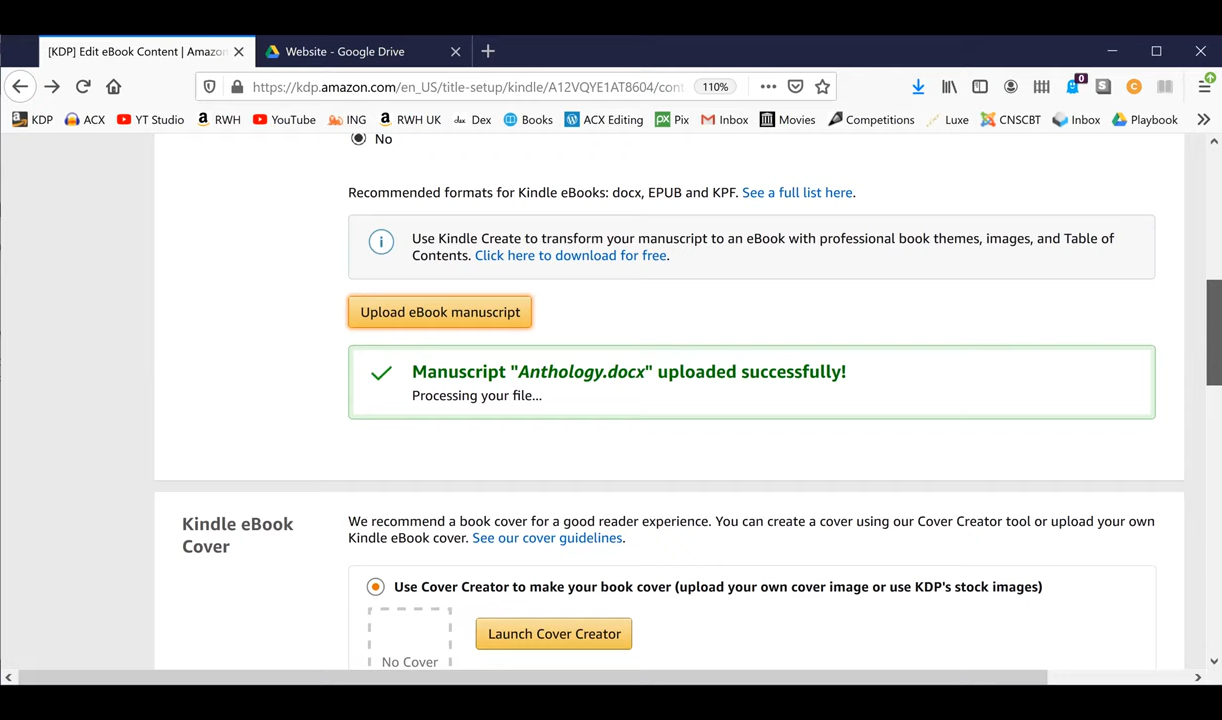 [KDP] Edit eBook Content | Amazon
Website - Google Drive
https://kdp.amazon.com/en_US/title-setup/kindle/A12VQYE1AT8604/cont
110%
0
S
C
KDP
ACX
YT Studio
RWH
YouTube
ING
RWH UK
Dex
Books
ACX Editing
Pix
Inbox
Movies
Competitions
Luxe
CNSCBT
Inbox
Playbook
No
Recommended formats for Kindle eBooks: docx, EPUB and KPF. See a full list here.
Use Kindle Create to transform your manuscript to an eBook with professional book themes, images, and Table of
Contents. Click here to download for free.
Upload eBook manuscript
Manuscript "Anthology.docx" uploaded successfully!
Processing your file...
Kindle eBook
Cover
We recommend a book cover for a good reader experience. You can create a cover using our Cover Creator tool or upload your own
Kindle eBook cover. See our cover guidelines.
Use Cover Creator to make your book cover (upload your own cover image or use KDP's stock images)
Launch Cover Creator
No Cover